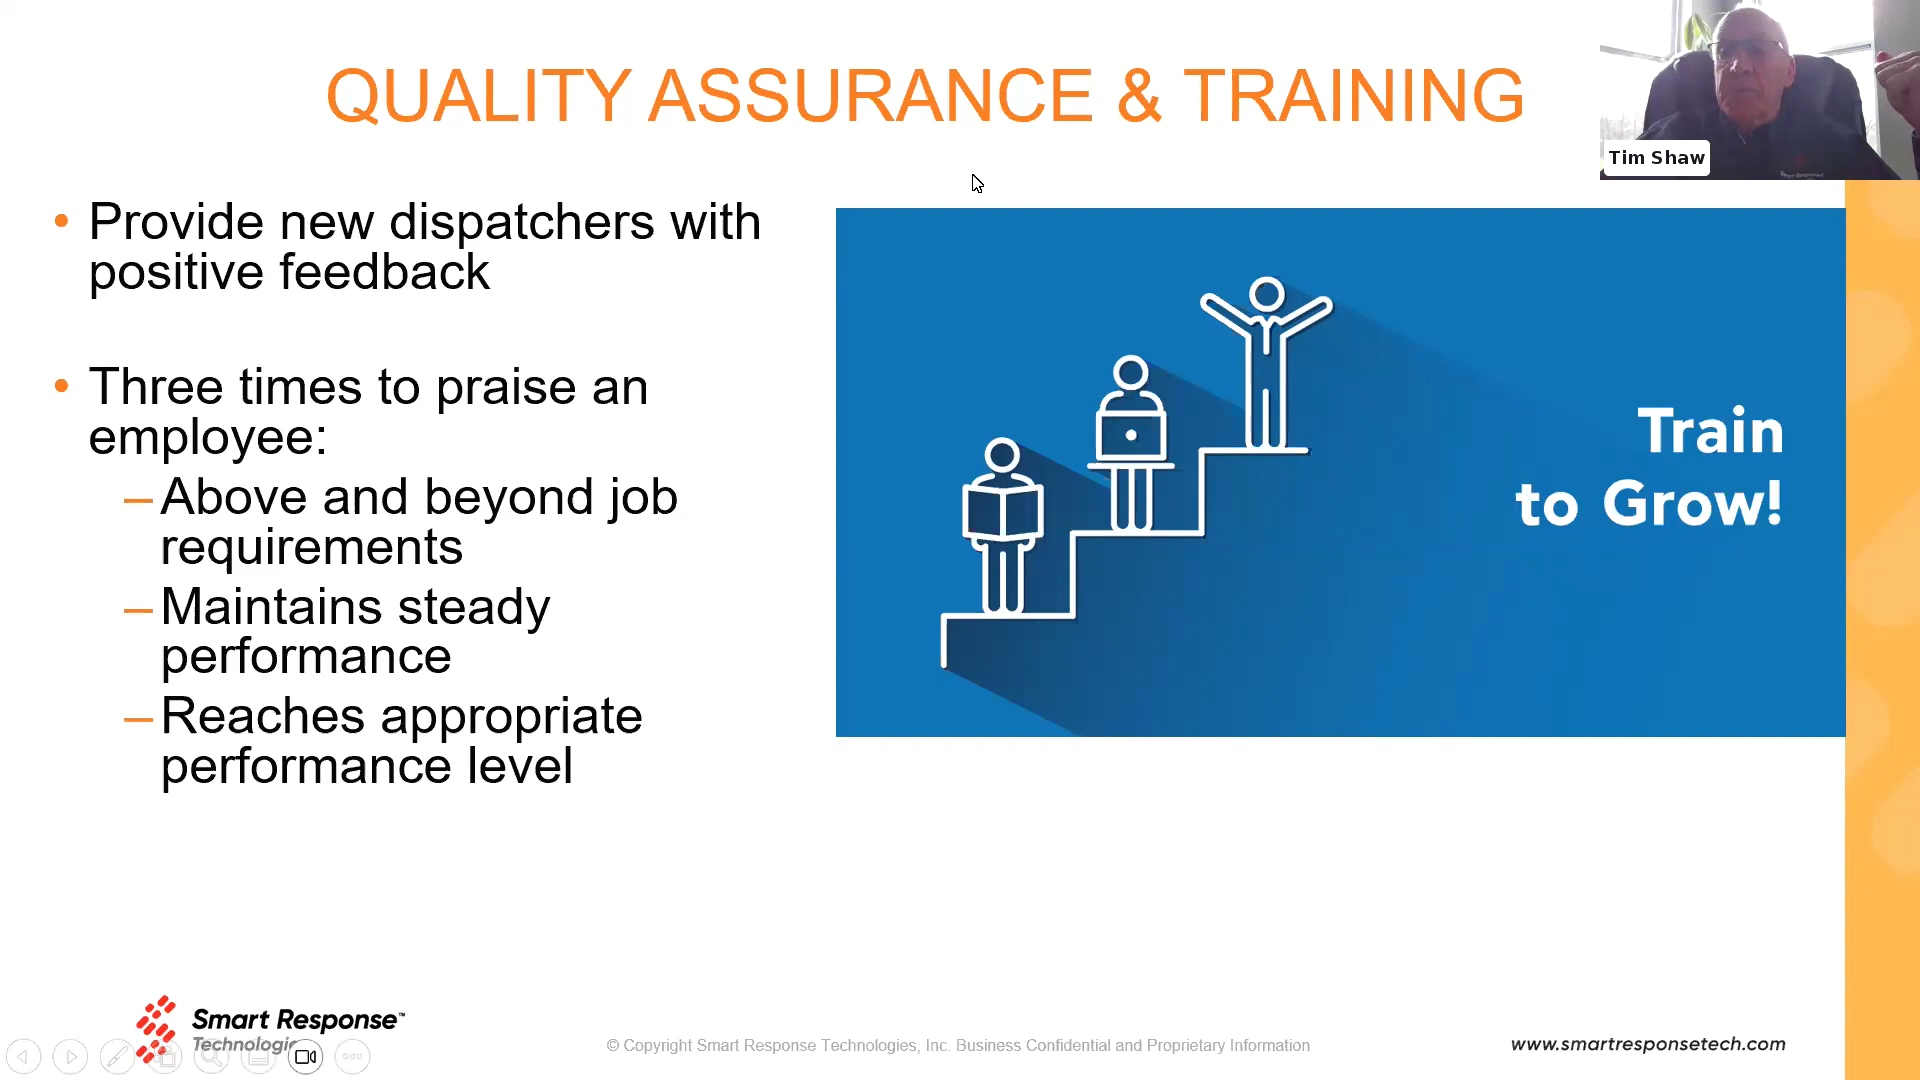 QUALITY ASSURANCE & TRAINING
Tim Shaw
• Provide new dispatchers with
positive feedback
• Three times to praise an
employee:
– Above and beyond job
requirements
– Maintains steady
performance
– Reaches appropriate
performance level
Train
to Grow!
Smart Response™
Technologie
© Copyright Smart Response Technologies, Inc. Business Confidential and Proprietary Information
www.smartresponsetech.com